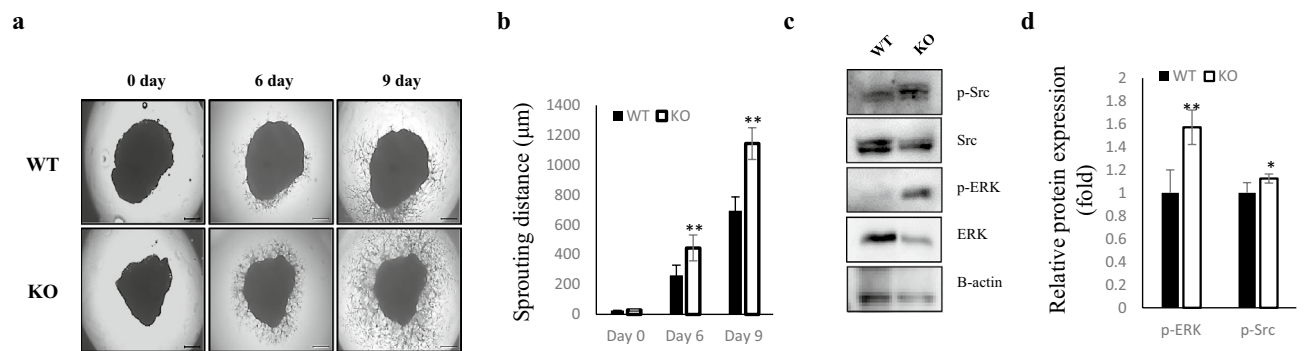 a
0 day 6 day 9 day
WT
KO
b
Sprouting distance (μm)
1400
1200
1000
800
600
400
200
0
WT KO
**
**
Day 0 Day 6 Day 9
c
WT KO
p-Src
Src
p-ERK
ERK
B-actin
d
Relative protein expression
(fold)
2
1.8
1.6
1.4
1.2
1
0.8
0.6
0.4
0.2
0
WT KO
**
*
p-ERK p-Src